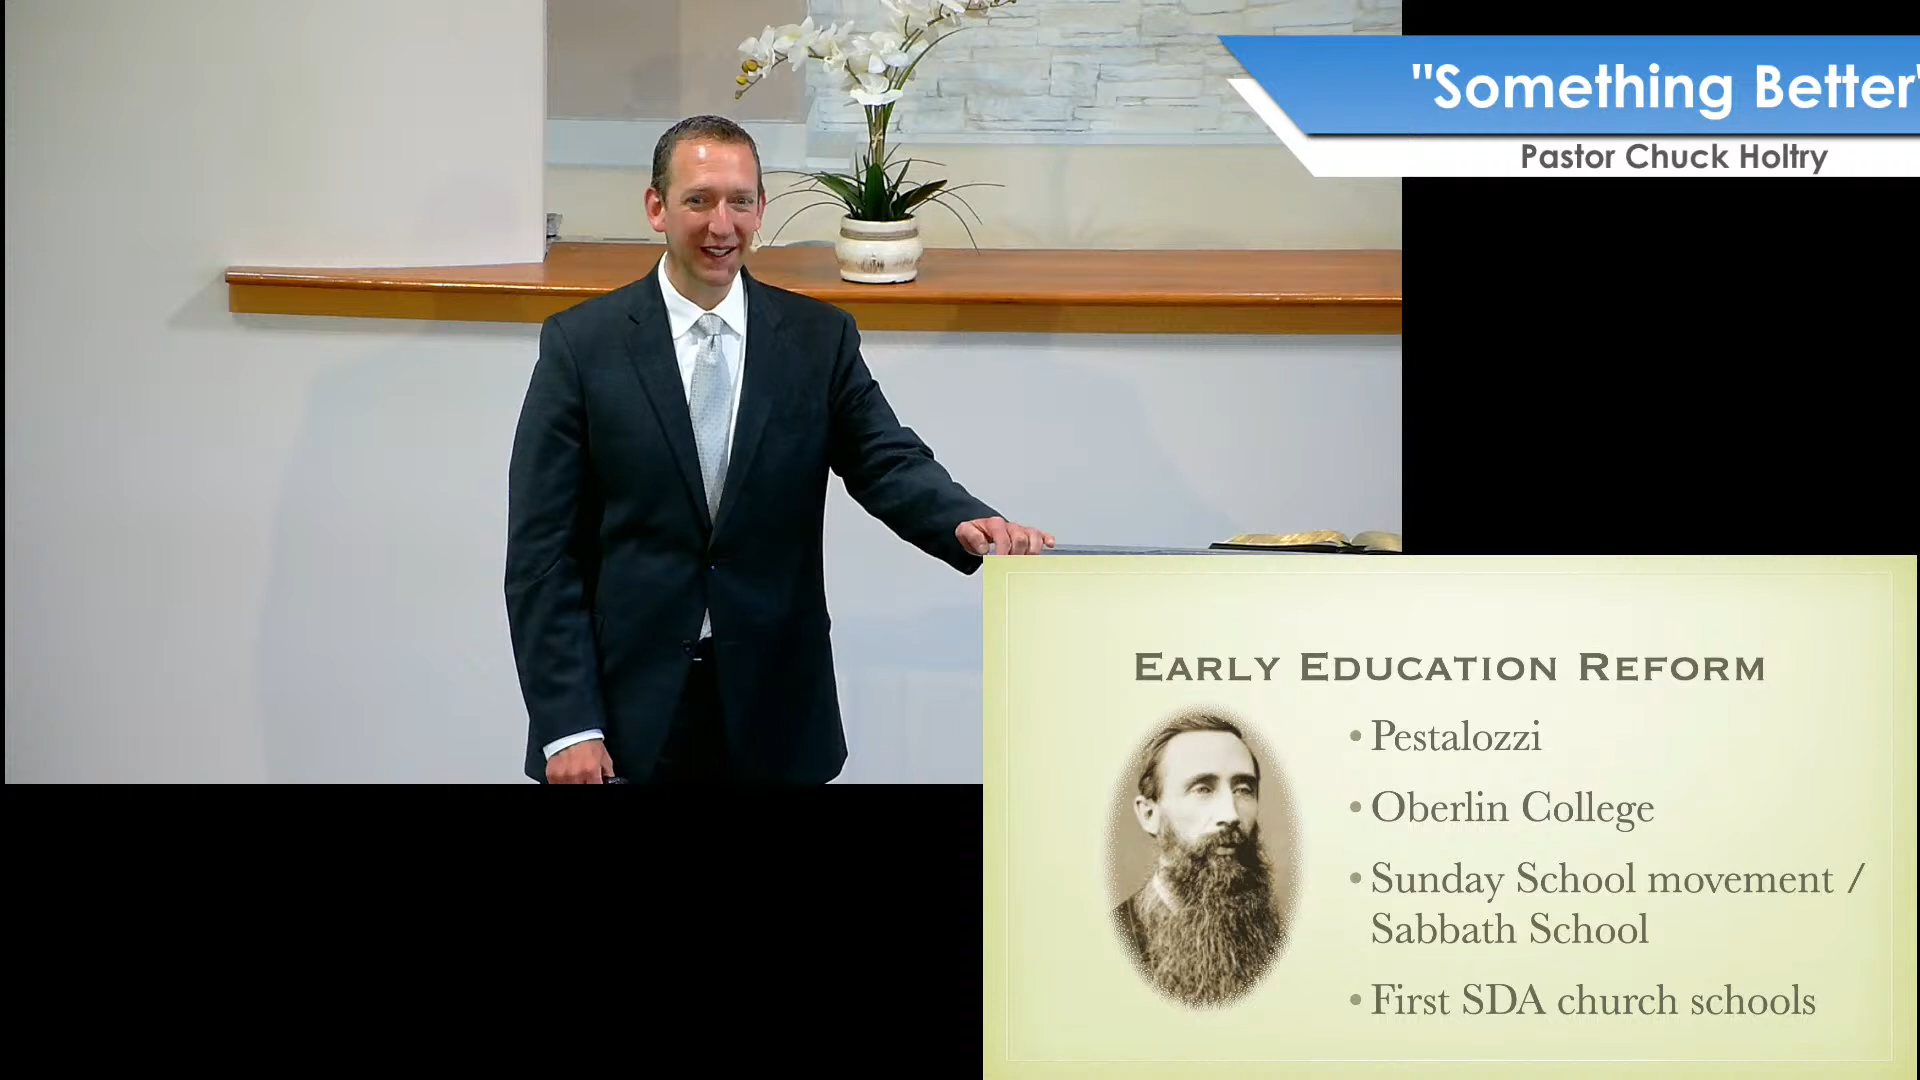 "Something Better"
Pastor Chuck Holtry
Early Education Reform
• Pestalozzi
• Oberlin College
• Sunday School movement /
Sabbath School
• First SDA church schools